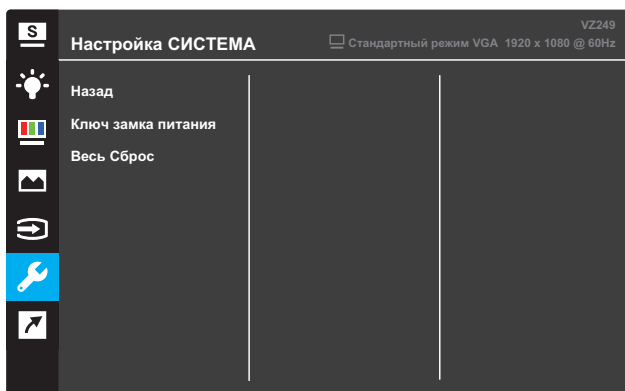 S
VZ249
Настройка СИСТЕМА
Стандартный режим VGA 1920 x 1080 @ 60Hz
Назад
Ключ замка питания
Весь Сброс